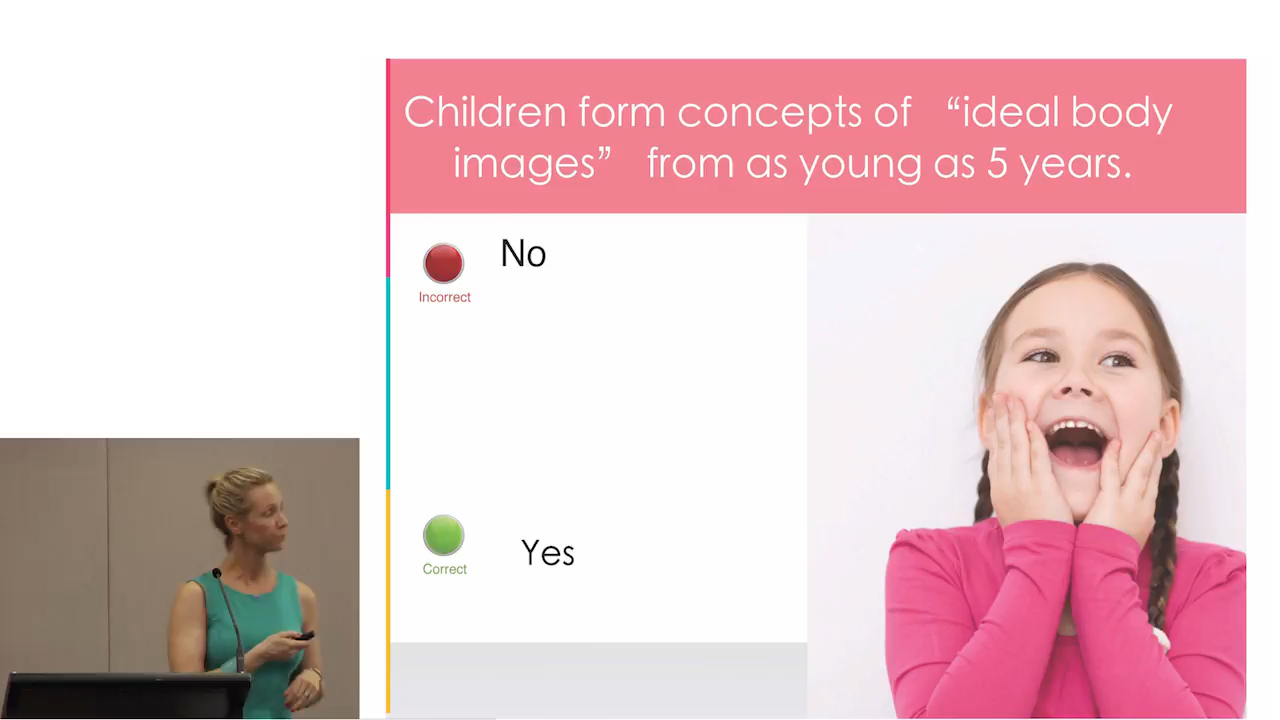 Children form concepts of “ideal body
images” from as young as 5 years.
No
Incorrect
Yes
Correct